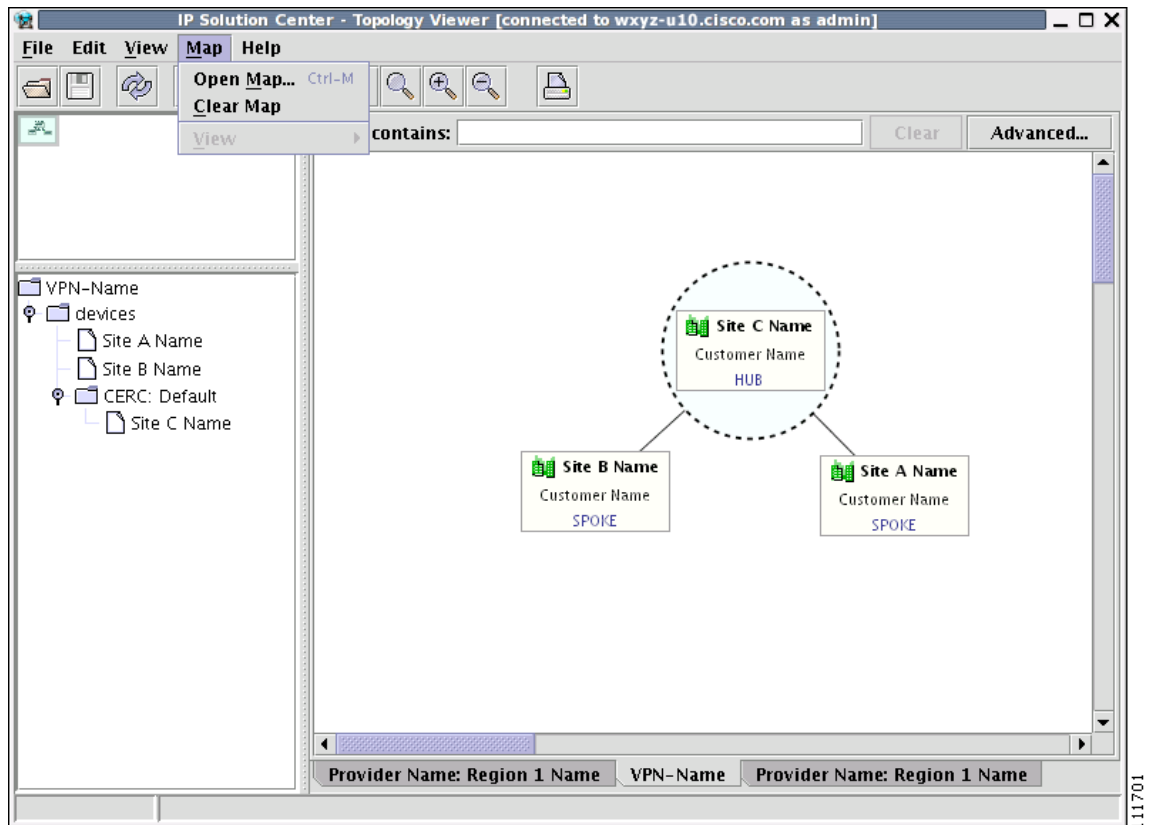 IP Solution Center - Topology Viewer [connected to wxyz-u10.cisco.com as admin]
File Edit View Map Help
Open Map... Ctrl-M
Clear Map
View
contains:
Clear
Advanced...
VPN-Name
devices
Site A Name
Site B Name
CERC: Default
Site C Name
Site C Name
Customer Name
HUB
Site B Name
Customer Name
SPOKE
Site A Name
Customer Name
SPOKE
Provider Name: Region 1 Name
VPN-Name
Provider Name: Region 1 Name
11701